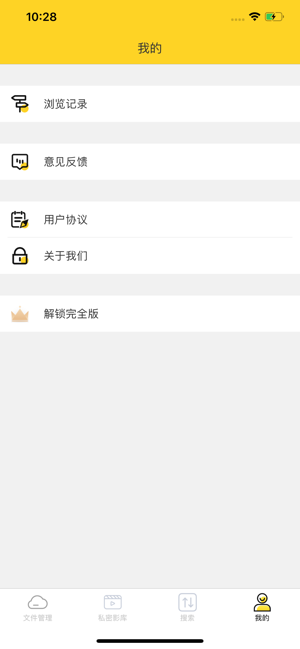 10:28
我的
浏览记录
意见反馈
用户协议
关于我们
解锁完全版
文件管理
私密影库
搜索
我的